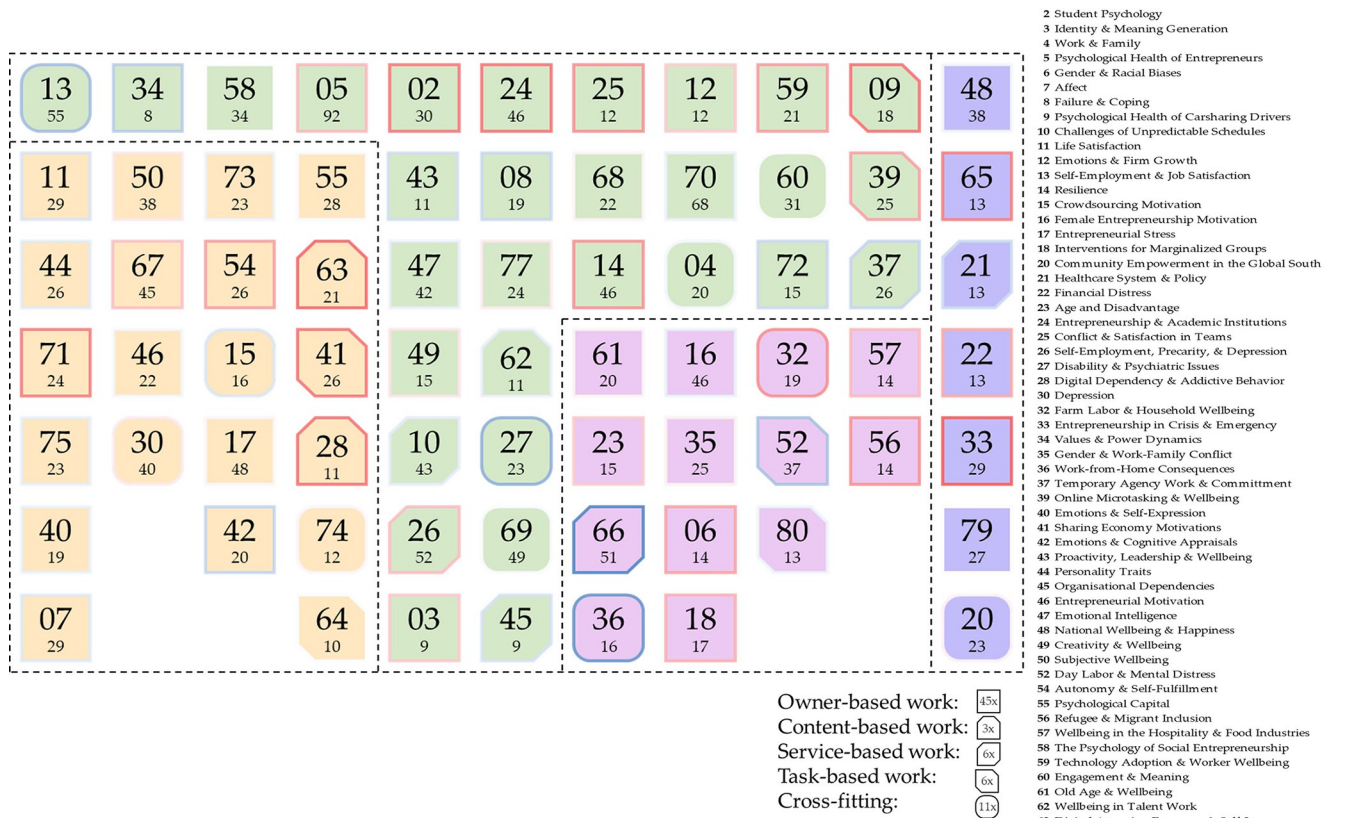 13 34 58 05 02 24 25 12 59 09 48
55 8 34 92 30 46 12 12 21 18 38
11 50 73 55 43 08 68 70 60 39 65
29 38 23 28 11 19 22 68 31 25 13
44 67 54 63 47 77 14 04 72 37 21
26 45 26 21 42 24 46 20 15 26 13
71 46 15 41 49 62 61 16 32 57 22
24 22 16 26 15 11 20 46 19 14 13
75 30 17 28 10 27 23 35 52 56 33
23 40 48 11 43 23 15 25 37 14 29
40 42 74 26 69 66 06 80 79
19 20 12 52 49 51 14 13 27
07 64 03 45 36 18 20
29 10 9 9 16 17 23
Owner-based work: 45x
Content-based work: 3x
Service-based work: 6x
Task-based work: 6x
Cross-fitting: 11x
2 Student Psychology
3 Identity & Meaning Generation
4 Work & Family
5 Psychological Health of Entrepreneurs
6 Gender & Racial Biases
7 Affect
8 Failure & Coping
9 Psychological Health of Carsharing Drivers
10 Challenges of Unpredictable Schedules
11 Life Satisfaction
12 Emotions & Firm Growth
13 Self-Employment & Job Satisfaction
14 Resilience
15 Crowdsourcing Motivation
16 Female Entrepreneurship Motivation
17 Entrepreneurial Stress
18 Interventions for Marginalized Groups
20 Community Empowerment in the Global South
21 Healthcare System & Policy
22 Financial Distress
23 Age and Disadvantage
24 Entrepreneurship & Academic Institutions
25 Conflict & Satisfaction in Teams
26 Self-Employment, Precarity, & Depression
27 Disability & Psychiatric Issues
28 Digital Dependency & Addictive Behavior
30 Depression
32 Farm Labor & Household Wellbeing
33 Entrepreneurship in Crisis & Emergency
34 Values & Power Dynamics
35 Gender & Work-Family Conflict
36 Work-from-Home Consequences
37 Temporary Agency Work & Committment
39 Online Microtasking & Wellbeing
40 Emotions & Self-Expression
41 Sharing Economy Motivations
42 Emotions & Cognitive Appraisals
43 Proactivity, Leadership & Wellbeing
44 Personality Traits
45 Organisational Dependencies
46 Entrepreneurial Motivation
47 Emotional Intelligence
48 National Wellbeing & Happiness
49 Creativity & Wellbeing
50 Subjective Wellbeing
52 Day Labor & Mental Distress
54 Autonomy & Self-Fulfillment
55 Psychological Capital
56 Refugee & Migrant Inclusion
57 Wellbeing in the Hospitality & Food Industries
58 The Psychology of Social Entrepreneurship
59 Technology Adoption & Worker Wellbeing
60 Engagement & Meaning
61 Old Age & Wellbeing
62 Wellbeing in Talent Work